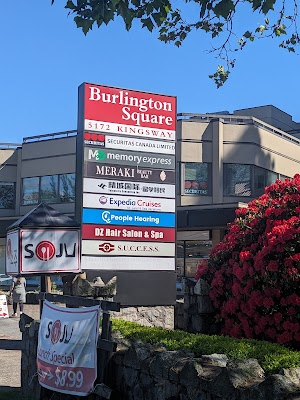 Burlington
Square
5172 KINGSWAY
SECURITAS CANADA LIMITED
memory express
MERAKI
People Hearing
Expedia Cruises
DZ Hair Salon & Spa
S.U.C.C.E.S.S.
SOJU
SOJU
Special
$8.99
MERAKI